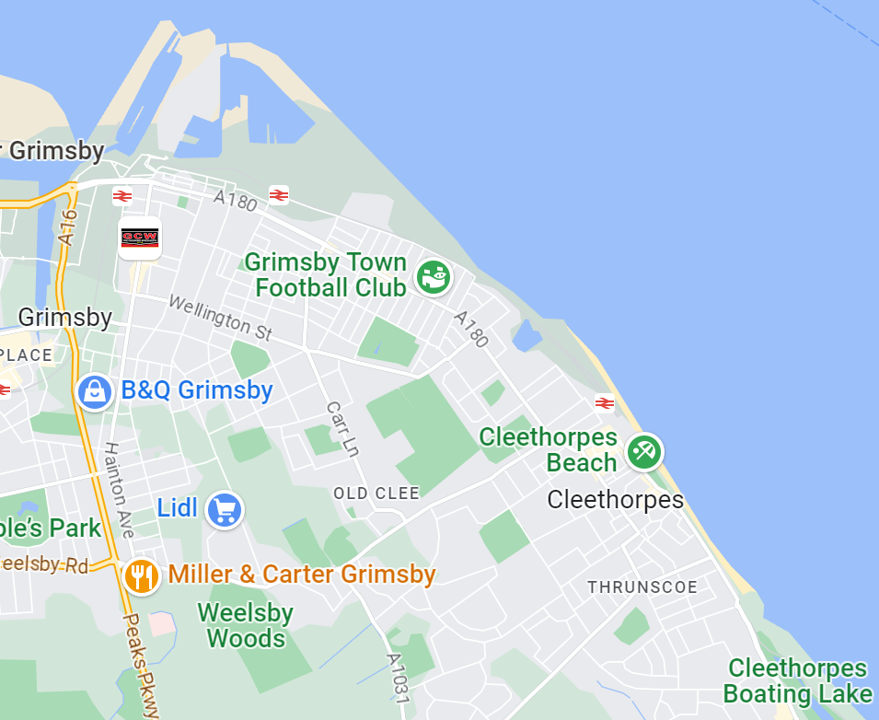 r Grimsby
A180
A16
GCW
Grimsby Town
Football Club
Wellington St
A180
Grimsby
PLACE
B&Q Grimsby
Carr Ln
Hainton Ave
Cleethorpes
Beach
Cleethorpes
OLD CLEE
Lidl
ple's Park
eelsby Rd
Miller & Carter Grimsby
THRUNSCOE
Weelsby
Woods
Peaks Pkwy
A1031
Cleethorpes
Boating Lake